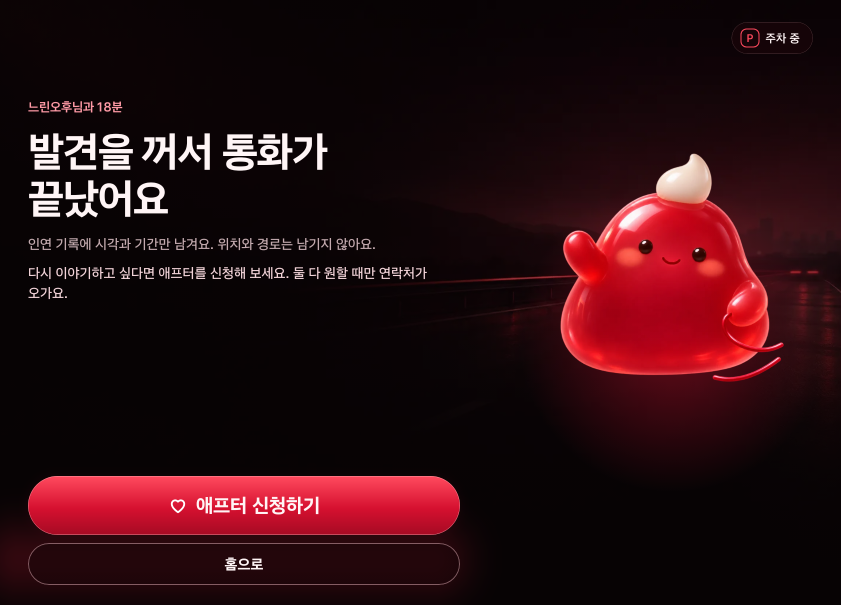 P 주차 중
느린오후님과 18분
발견을 꺼서 통화가
끝났어요
인연 기록에 시각과 기간만 남겨요. 위치와 경로는 남기지 않아요.
다시 이야기하고 싶다면 애프터를 신청해 보세요. 둘 다 원할 때만 연락처가
오가요.
애프터 신청하기
홈으로